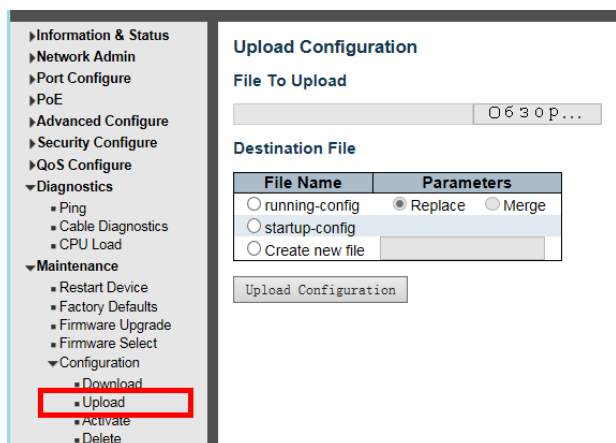 Information & Status
Network Admin
Port Configure
PoE
Advanced Configure
Security Configure
QoS Configure
Diagnostics
Ping
Cable Diagnostics
CPU Load
Maintenance
Restart Device
Factory Defaults
Firmware Upgrade
Firmware Select
Configuration
Download
Upload
Activate
Delete
Upload Configuration
File To Upload
Обзор...
Destination File
File Name Parameters
running-config Replace Merge
startup-config
Create new file
Upload Configuration